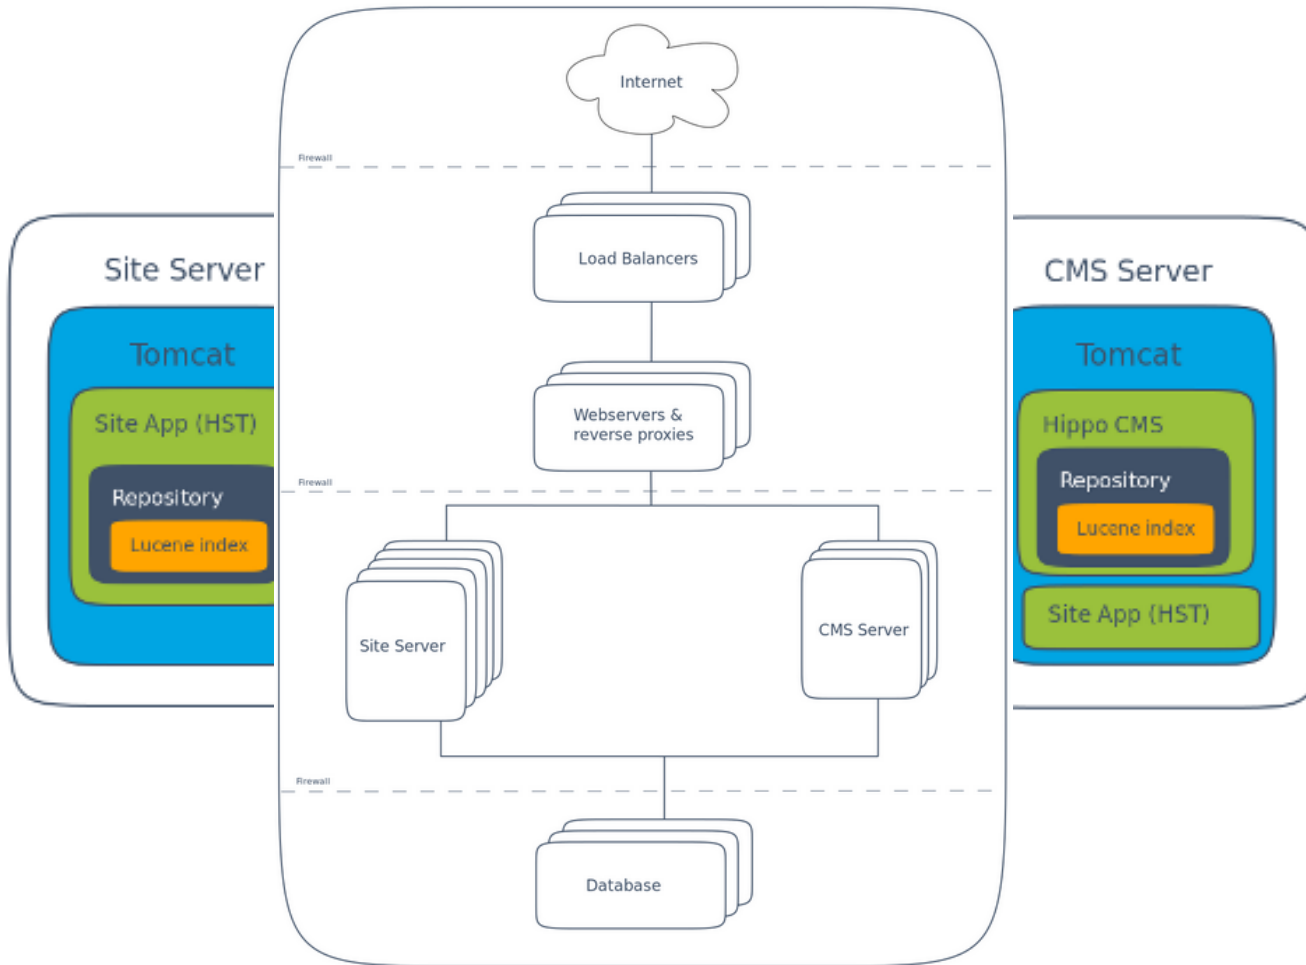 Internet
Firewall
Load Balancers
Webservers &
reverse proxies
Firewall
Site Server
CMS Server
Firewall
Database
Site Server
Tomcat
Site App (HST)
Repository
Lucene index
CMS Server
Tomcat
Hippo CMS
Repository
Lucene index
Site App (HST)